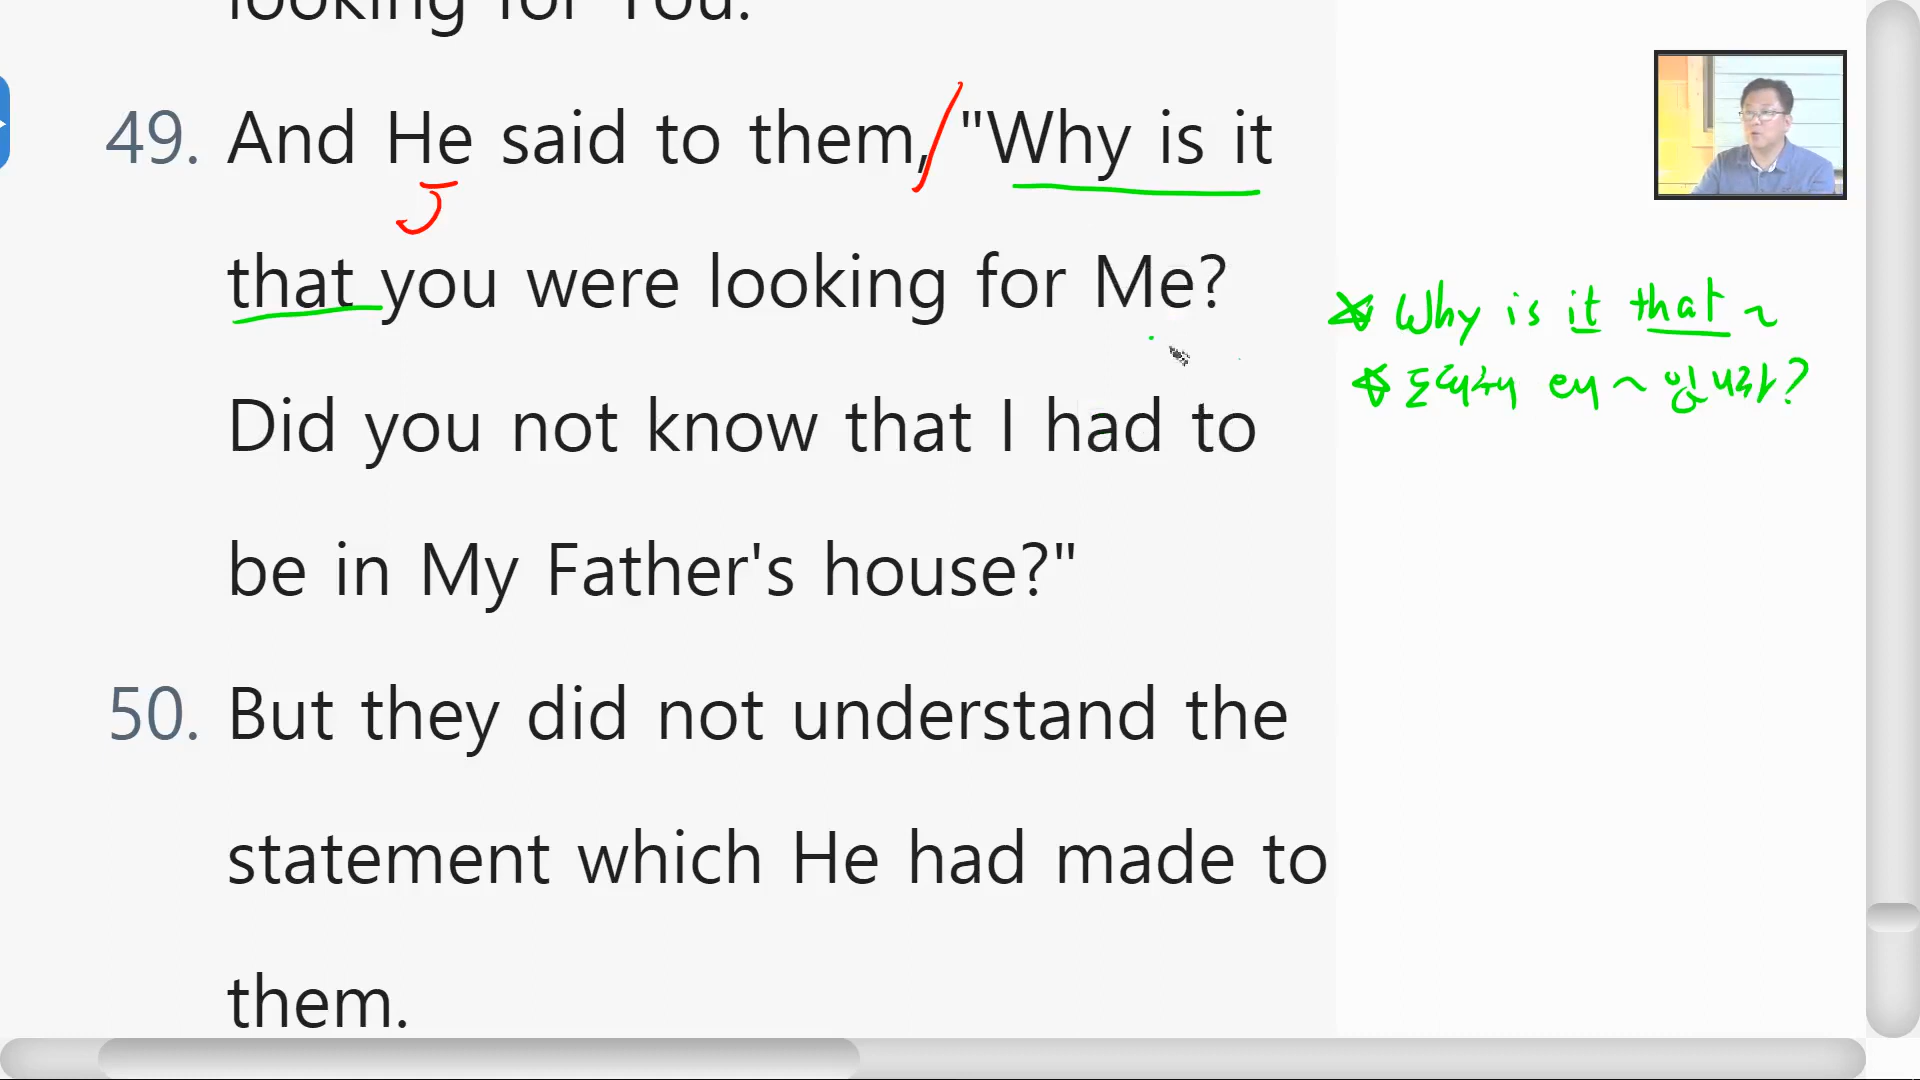 looking for You."
49. And He said to them, "Why is it
that you were looking for Me?
Did you not know that I had to
be in My Father's house?"
50. But they did not understand the
statement which He had made to
them.
Why is it that ~
도대체 왜 ~ 입니까?